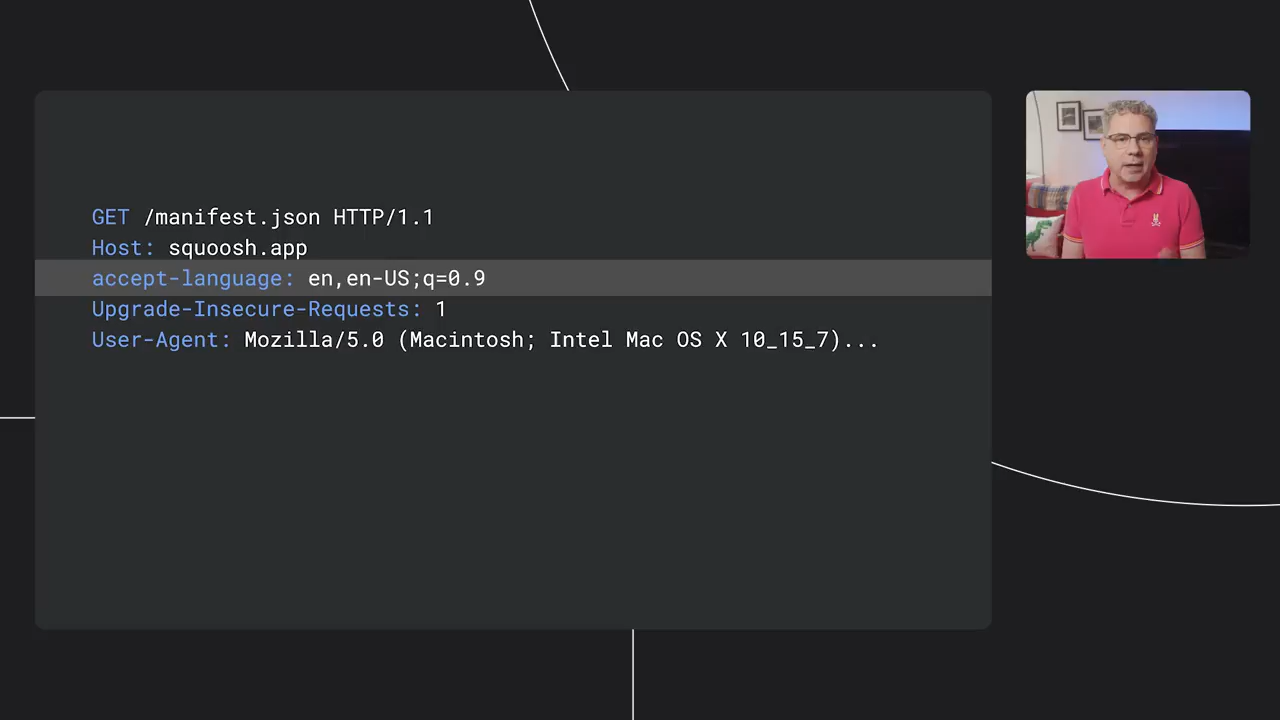 GET /manifest.json HTTP/1.1
Host: squoosh.app
accept-language: en,en-US;q=0.9
Upgrade-Insecure-Requests: 1
User-Agent: Mozilla/5.0 (Macintosh; Intel Mac OS X 10_15_7)...